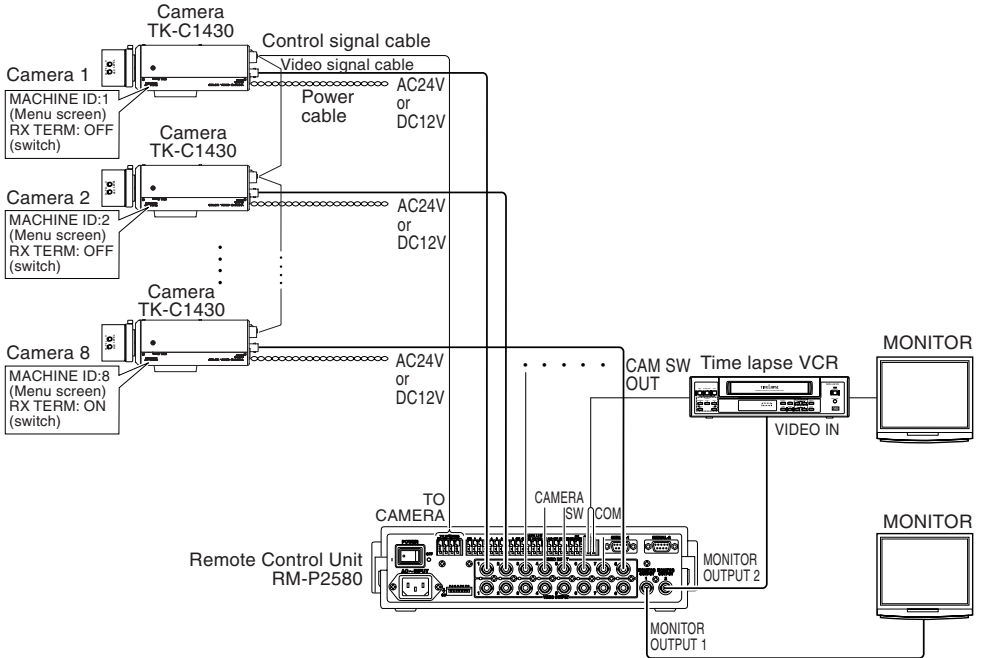 Camera
TK-C1430
Control signal cable
Video signal cable
Camera 1
AC24V
or
DC12V
Power
cable
MACHINE ID:1
(Menu screen)
RX TERM: OFF
(switch)
Camera
TK-C1430
Camera 2
AC24V
or
DC12V
MACHINE ID:2
(Menu screen)
RX TERM: OFF
(switch)
Camera
TK-C1430
Camera 8
AC24V
or
DC12V
MACHINE ID:8
(Menu screen)
RX TERM: ON
(switch)
CAM SW
OUT
Time lapse VCR
MONITOR
VIDEO IN
TO
CAMERA
CAMERA
SW
COM
MONITOR
Remote Control Unit
RM-P2580
POWER
MONITOR
OUTPUT 2
MONITOR
OUTPUT 1